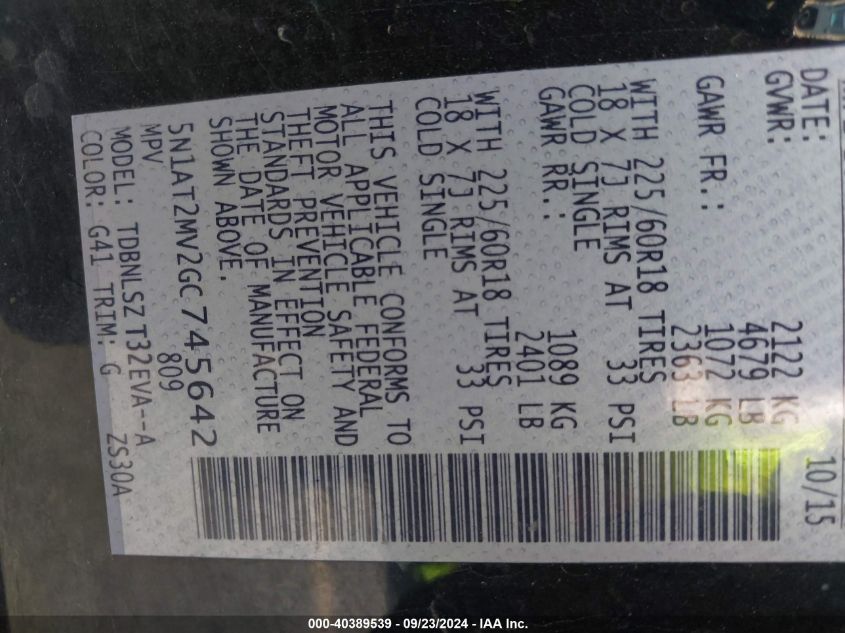 DATE: 10/15
GVWR: 2122 KG
4679 LB
GAWR FR.: 1072 KG
2363 LB
WITH 225/60R18 TIRES
18 X 7J RIMS AT 33 PSI
COLD SINGLE
GAWR RR.: 1089 KG
2401 LB
WITH 225/60R18 TIRES
18 X 7J RIMS AT 33 PSI
COLD SINGLE
THIS VEHICLE CONFORMS TO
ALL APPLICABLE FEDERAL
MOTOR VEHICLE SAFETY AND
THEFT PREVENTION
STANDARDS IN EFFECT ON
THE DATE OF MANUFACTURE
SHOWN ABOVE.
5N1AT2MV2GC745642
MPV 809
MODEL: TDBNLSZ T32EVA--A
COLOR: G41 TRIM: G ZS30A
000-40389539 - 09/23/2024 - IAA Inc.